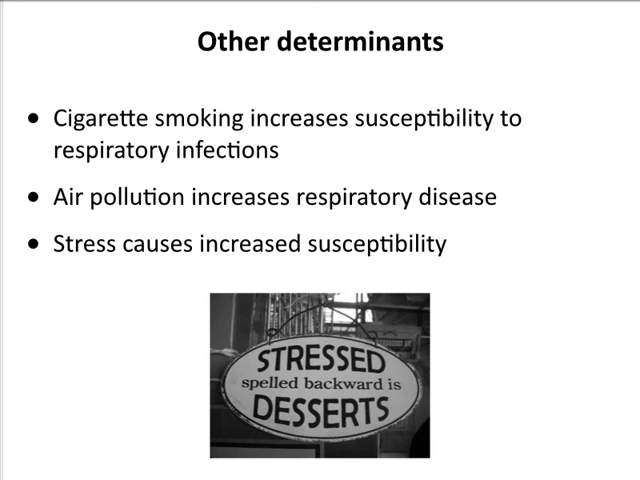 Other determinants
• Cigarette smoking increases susceptibility to
respiratory infections
• Air pollution increases respiratory disease
• Stress causes increased susceptibility
STRESSED
spelled backward is
DESSERTS